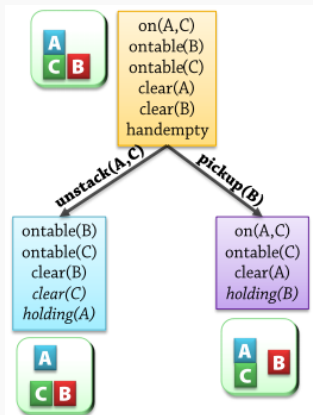 A
C B
on(A,C)
ontable(B)
ontable(C)
clear(A)
clear(B)
handempty
unstack(A,C)
pickup(B)
ontable(B)
ontable(C)
clear(B)
clear(C)
holding(A)
on(A,C)
ontable(C)
clear(A)
holding(B)
A
C B
A B
C